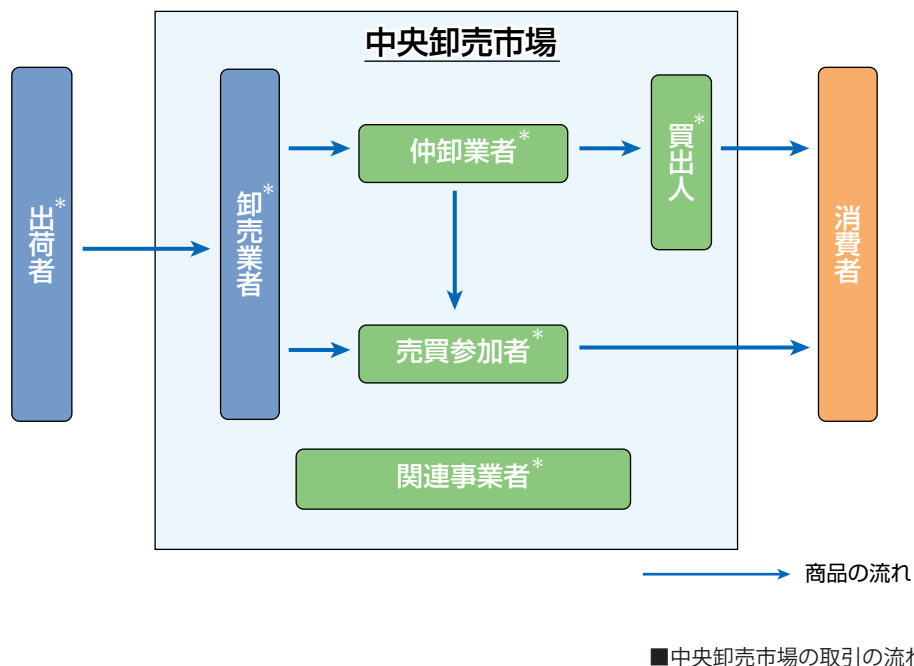 中央卸売市場
出荷者*
卸売業者*
仲卸業者*
買出人*
売買参加者*
消費者
関連事業者*
商品の流れ
■中央卸売市場の取引の流れ